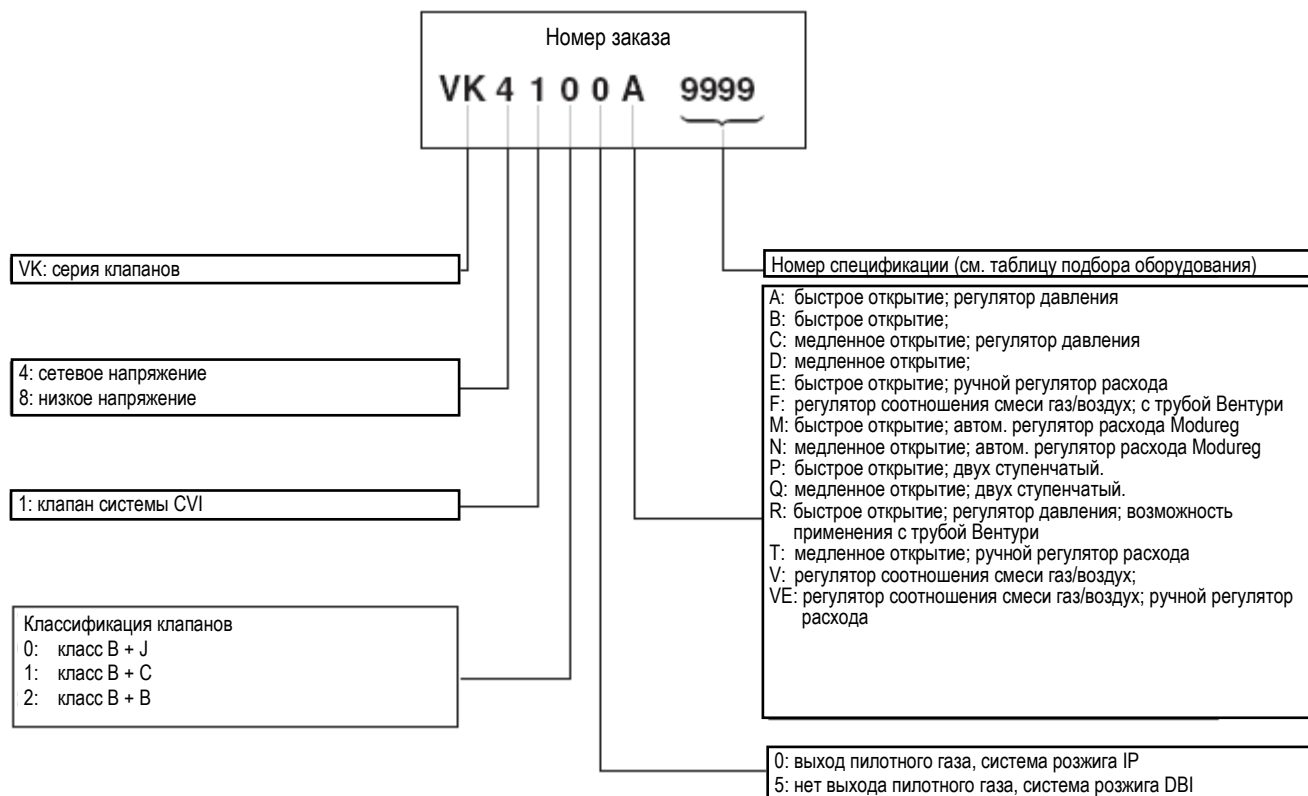 Номер заказа
VK 4 1 0 0 A 9999
VK: серия клапанов
4: сетевое напряжение
8: низкое напряжение
1: клапан системы CVI
Классификация клапанов
0: класс B + J
1: класс B + C
2: класс B + B
Номер спецификации (см. таблицу подбора оборудования)
A: быстрое открытие; регулятор давления
B: быстрое открытие;
C: медленное открытие; регулятор давления
D: медленное открытие;
E: быстрое открытие; ручной регулятор расхода
F: регулятор соотношения смеси газ/воздух; с трубой Вентури
M: быстрое открытие; автом. регулятор расхода Modureg
N: медленное открытие; автом. регулятор расхода Modureg
P: быстрое открытие; двух ступенчатый.
Q: медленное открытие; двух ступенчатый.
R: быстрое открытие; регулятор давления; возможность
применения с трубой Вентури
T: медленное открытие; ручной регулятор расхода
V: регулятор соотношения смеси газ/воздух;
VE: регулятор соотношения смеси газ/воздух; ручной регулятор
расхода
0: выход пилотного газа, система розжига IP
5: нет выхода пилотного газа, система розжига DBI